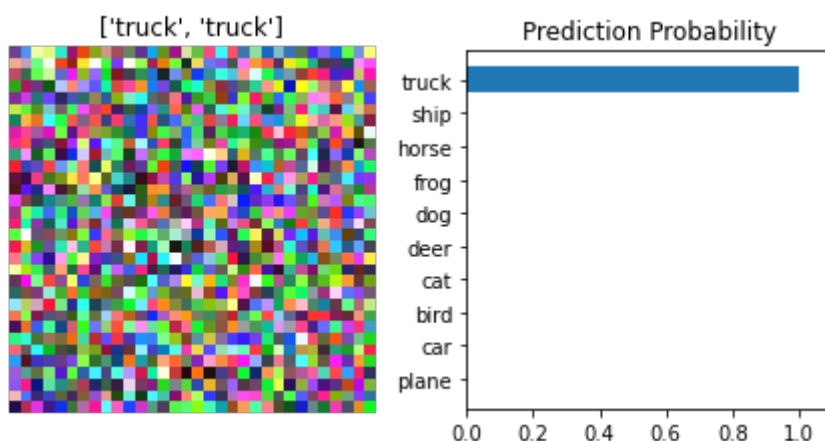 ['truck', 'truck']
Prediction Probability
truck
ship
horse
frog
dog
deer
cat
bird
car
plane
0.0 0.2 0.4 0.6 0.8 1.0